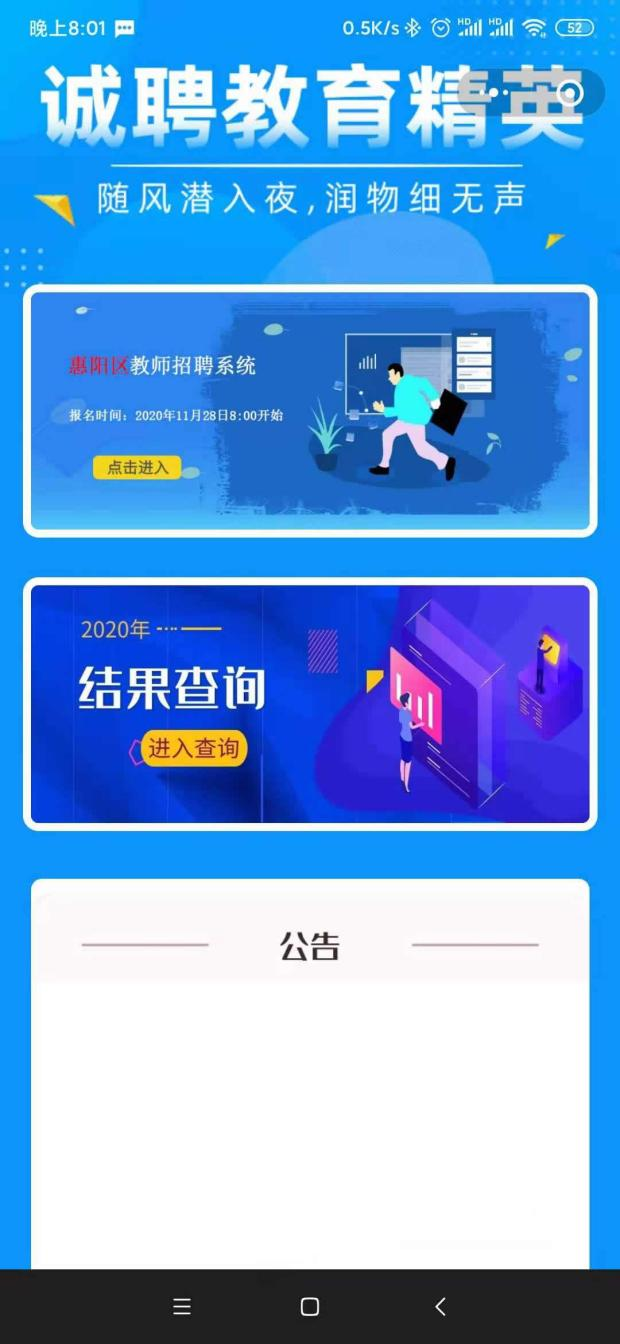 晚上8:01
0.5K/s
HD
HD
52
诚聘教育精英
随风潜入夜,润物细无声
惠阳区教师招聘系统
报名时间：2020年11月28日8:00开始
点击进入
2020年
结果查询
进入查询
公告